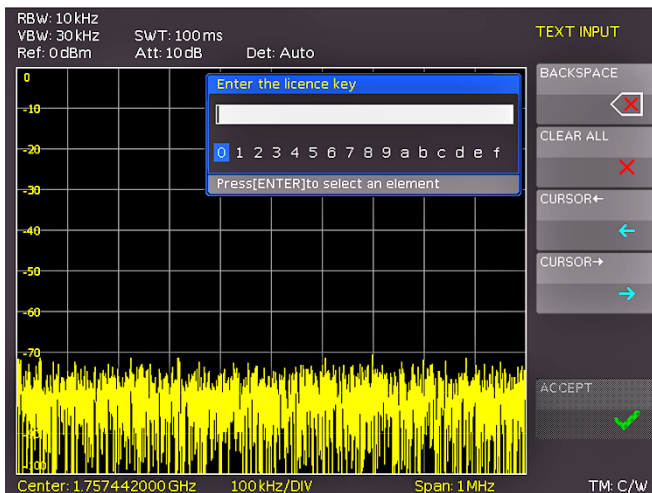 RBW: 10 kHz
VBW: 30 kHz SWT: 100 ms
Ref: 0 dBm Att: 10 dB Det: Auto
TEXT INPUT
0
-10
-20
-30
-40
-50
-60
-70
-100
Enter the licence key
0 1 2 3 4 5 6 7 8 9 a b c d e f
Press[ENTER]to select an element
BACKSPACE
CLEAR ALL
CURSOR←
CURSOR→
ACCEPT
Center: 1.757442000 GHz 100 kHz/DIV Span: 1 MHz TM: C/W